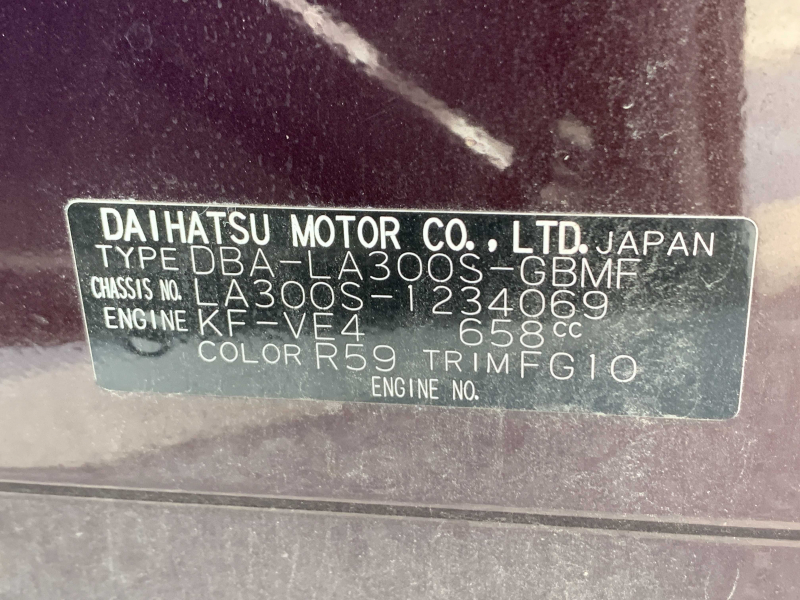 DAIHATSU MOTOR CO., LTD. JAPAN
TYPE DBA-LA300S-GBMF
CHASSIS NO. LA300S-1234069
ENGINE KF-VE4 658cc
COLOR R59 TRIM FG10
ENGINE NO.